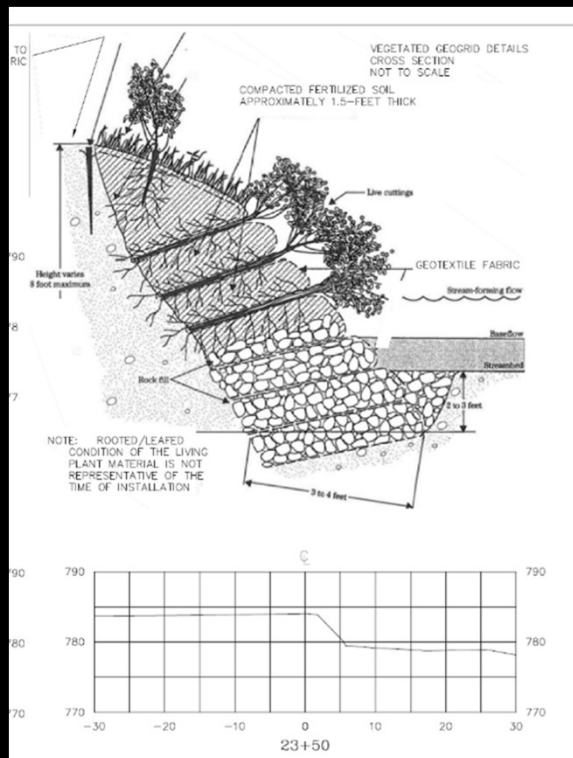 TO
RIC
VEGETATED GEOGRID DETAILS
CROSS SECTION
NOT TO SCALE
COMPACTED FERTILIZED SOIL
APPROXIMATELY 1.5-FEET THICK
Live cuttings
GEOTEXTILE FABRIC
Height varies
8 foot maximum
Stream-forming flow
Baseflow
Streambed
Rock fill
2 to 3 feet
3 to 4 feet
NOTE: ROOTED/LEAFED
CONDITION OF THE LIVING
PLANT MATERIAL IS NOT
REPRESENTATIVE OF THE
TIME OF INSTALLATION
790
78
77
℄
790 790 790
780 780 780
770 770 770
-30 -20 -10 0 10 20 30
23+50